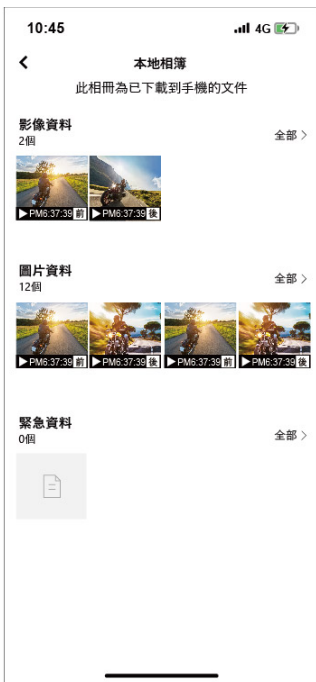 10:45 4G
本地相簿
此相冊為已下載到手機的文件
影像資料 全部
2個
PM6:37:39 前 PM6:37:39 後
圖片資料 全部
12個
PM6:37:39 前 PM6:37:39 後 PM6:37:39 前 PM6:37:39 後
緊急資料 全部
0個